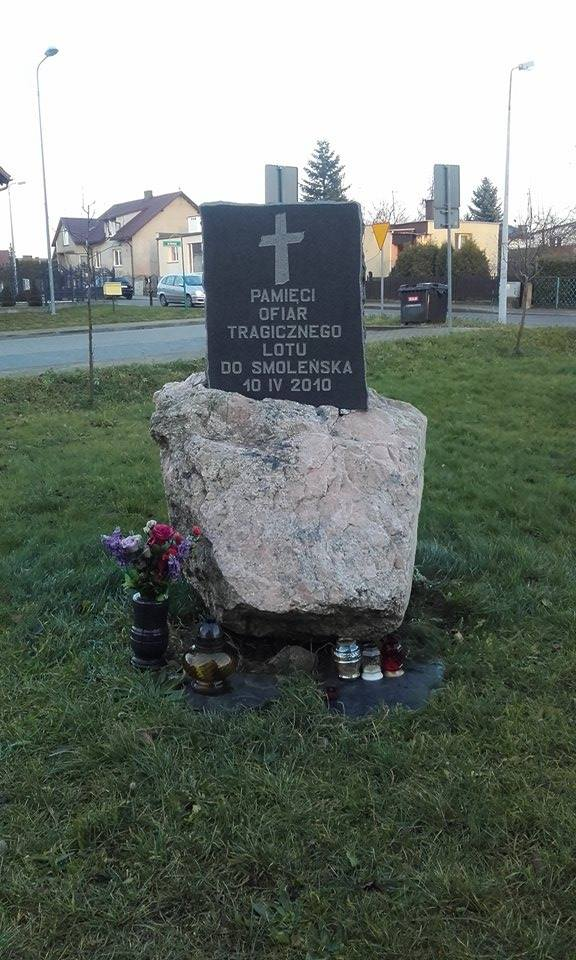 PAMIĘCI
OFIAR
TRAGICZNEGO
LOTU
DO SMOLEŃSKA
10 IV 2010